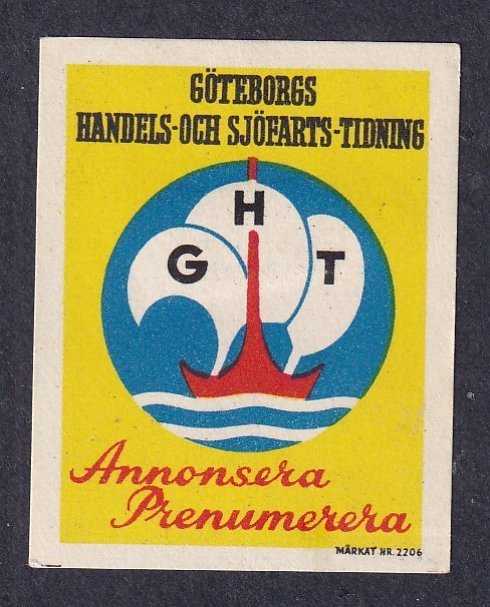 GÖTEBORGS
HANDELS-OCH SJÖFARTS-TIDNING
H
G T
Annonsera
Prenumerera
MÄRKAT NR. 2206